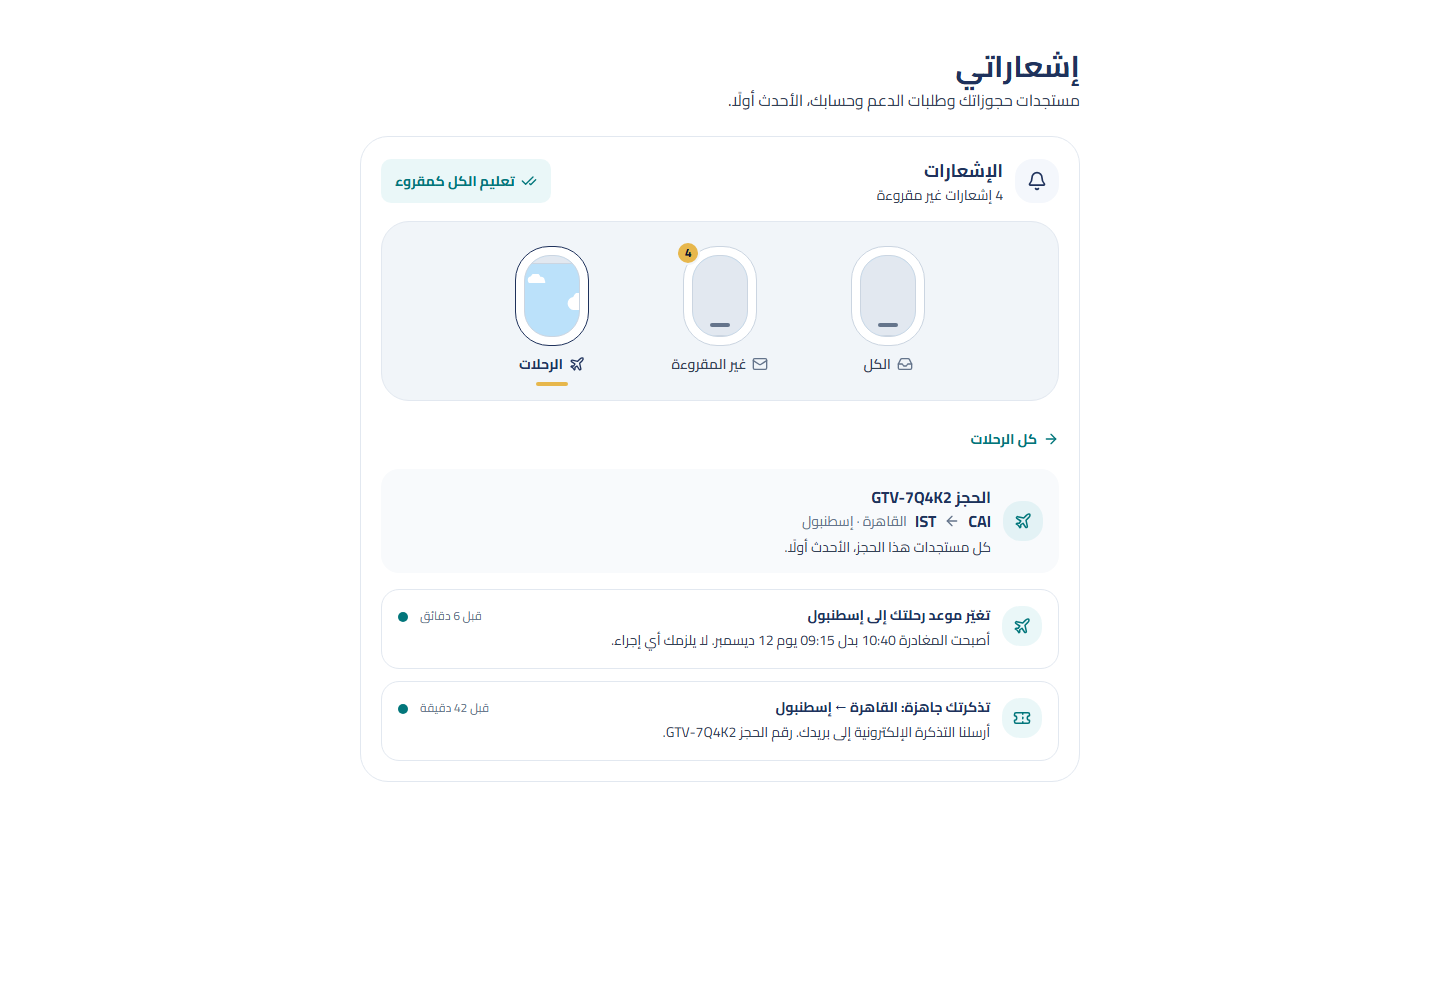 إشعاراتي
مستجدات حجوزاتك وطلبات الدعم وحسابك، الأحدث أولًا.
الإشعارات
4 إشعارات غير مقروءة
تعليم الكل كمقروء
الكل
4
غير المقروءة
الرحلات
كل الرحلات
الحجز GTV-7Q4K2
CAI ← IST القاهرة · إسطنبول
كل مستجدات هذا الحجز، الأحدث أولًا.
تغيّر موعد رحلتك إلى إسطنبول
قبل 6 دقائق
أصبحت المغادرة 10:40 بدل 09:15 يوم 12 ديسمبر. لا يلزمك أي إجراء.
تذكرتك جاهزة: القاهرة ← إسطنبول
قبل 42 دقيقة
أرسلنا التذكرة الإلكترونية إلى بريدك. رقم الحجز GTV-7Q4K2.